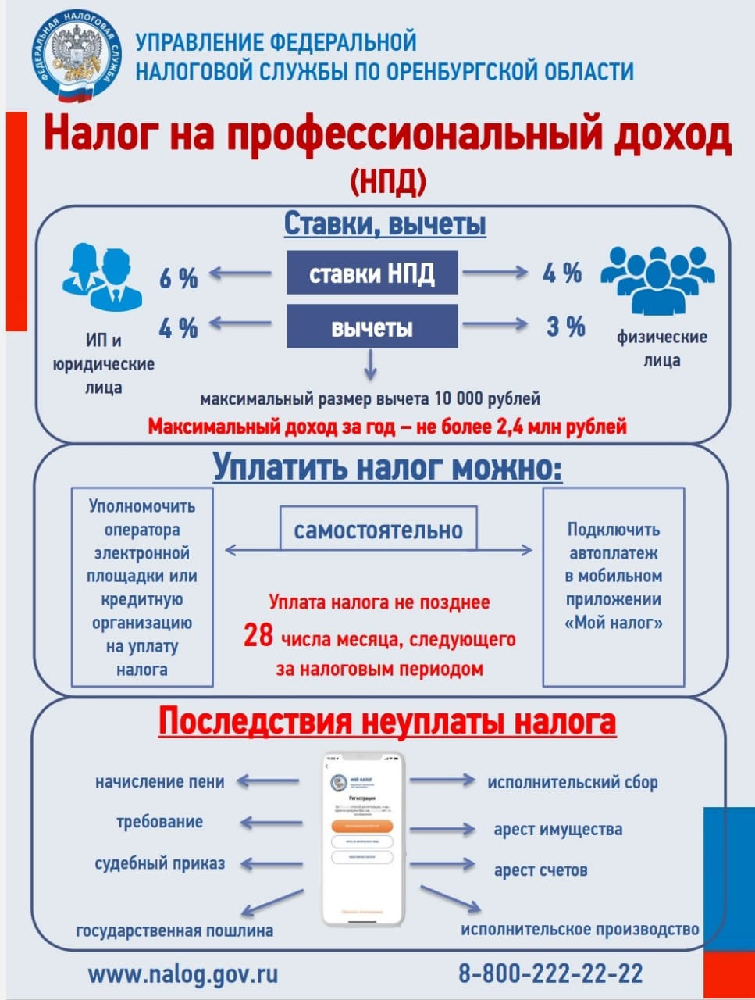 ФЕДЕРАЛЬНАЯ НАЛОГОВАЯ СЛУЖБА
УПРАВЛЕНИЕ ФЕДЕРАЛЬНОЙ
НАЛОГОВОЙ СЛУЖБЫ ПО ОРЕНБУРГСКОЙ ОБЛАСТИ
Налог на профессиональный доход
(НПД)
Ставки, вычеты
6 %
ставки НПД
4 %
4 %
вычеты
3 %
ИП и
юридические
лица
физические
лица
максимальный размер вычета 10 000 рублей
Максимальный доход за год – не более 2,4 млн рублей
Уплатить налог можно:
Уполномочить
оператора
электронной
площадки или
кредитную
организацию
на уплату
налога
самостоятельно
Уплата налога не позднее
28 числа месяца, следующего
за налоговым периодом
Подключить
автоплатеж
в мобильном
приложении
«Мой налог»
Последствия неуплаты налога
начисление пени
требование
судебный приказ
государственная пошлина
МОЙ НАЛОГ
Регистрация
исполнительский сбор
арест имущества
арест счетов
исполнительское производство
www.nalog.gov.ru
8-800-222-22-22